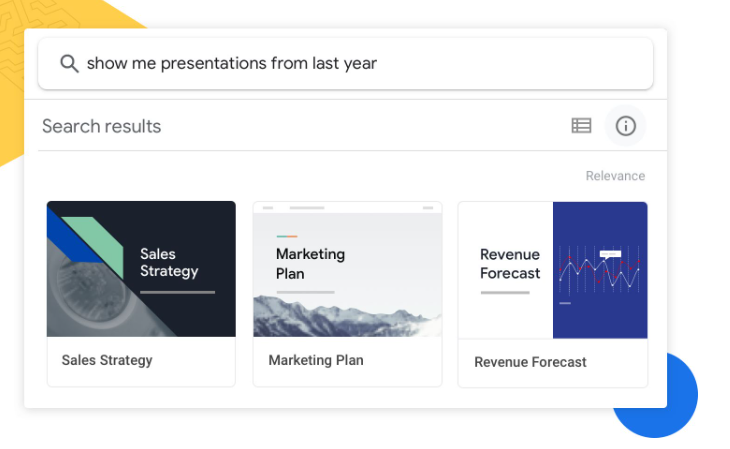 show me presentations from last year
Search results
Relevance
Sales
Strategy
Marketing
Plan
Revenue
Forecast
Sales Strategy
Marketing Plan
Revenue Forecast